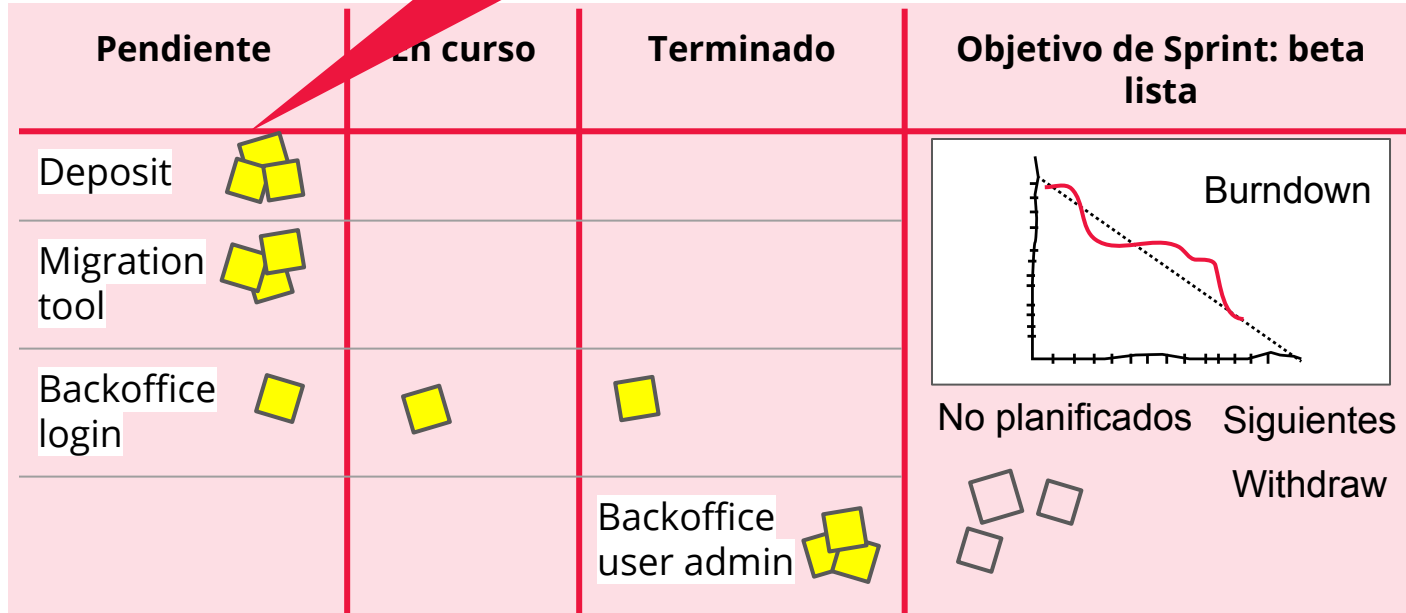 Pendiente
En curso
Terminado
Objetivo de Sprint: beta
lista
Deposit
Migration
tool
Backoffice
login
Backoffice
user admin
Burndown
No planificados
Siguientes
Withdraw